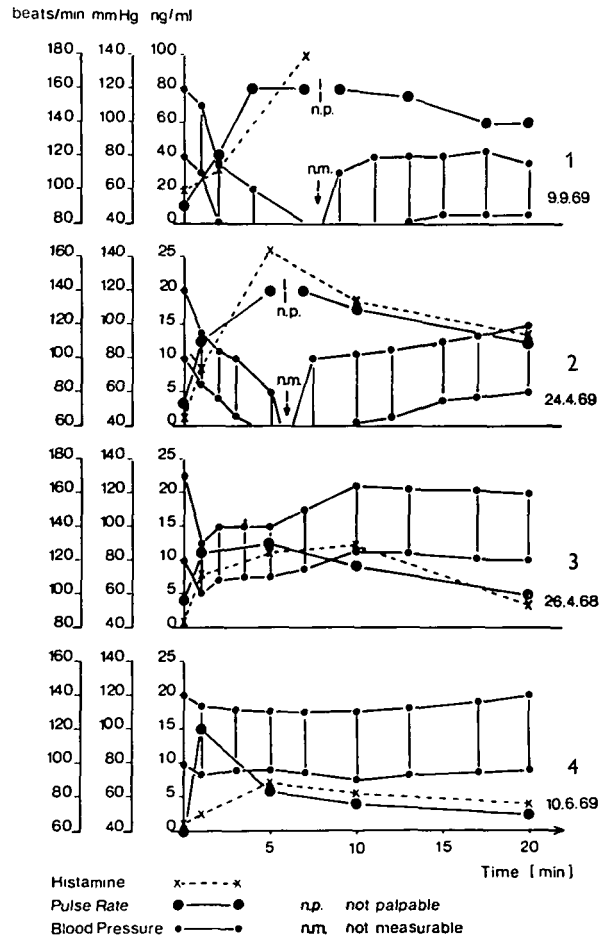 beats/min mmHg ng/ml
180 140 100
160 120 80
140 100 60
n.p.
120 80 40
n.m. 1
100 60 20
9.9.69
80 40 0
160 140 25
140 120 20
n.p.
120 100 15
100 80 10
2
n.m.
80 60 5
24.4.69
60 40 0
180 140 25
160 120 20
140 100 15
120 80 10
3
100 60 5
26.4.68
80 40 0
160 140 25
140 120 20
120 100 15
100 80 10
4
80 60 5
10.6.69
60 40 0
5 10 15 20
Time [min]
Histamine x-----x
Pulse Rate n.p. not palpable
Blood Pressure n.m. not measurable